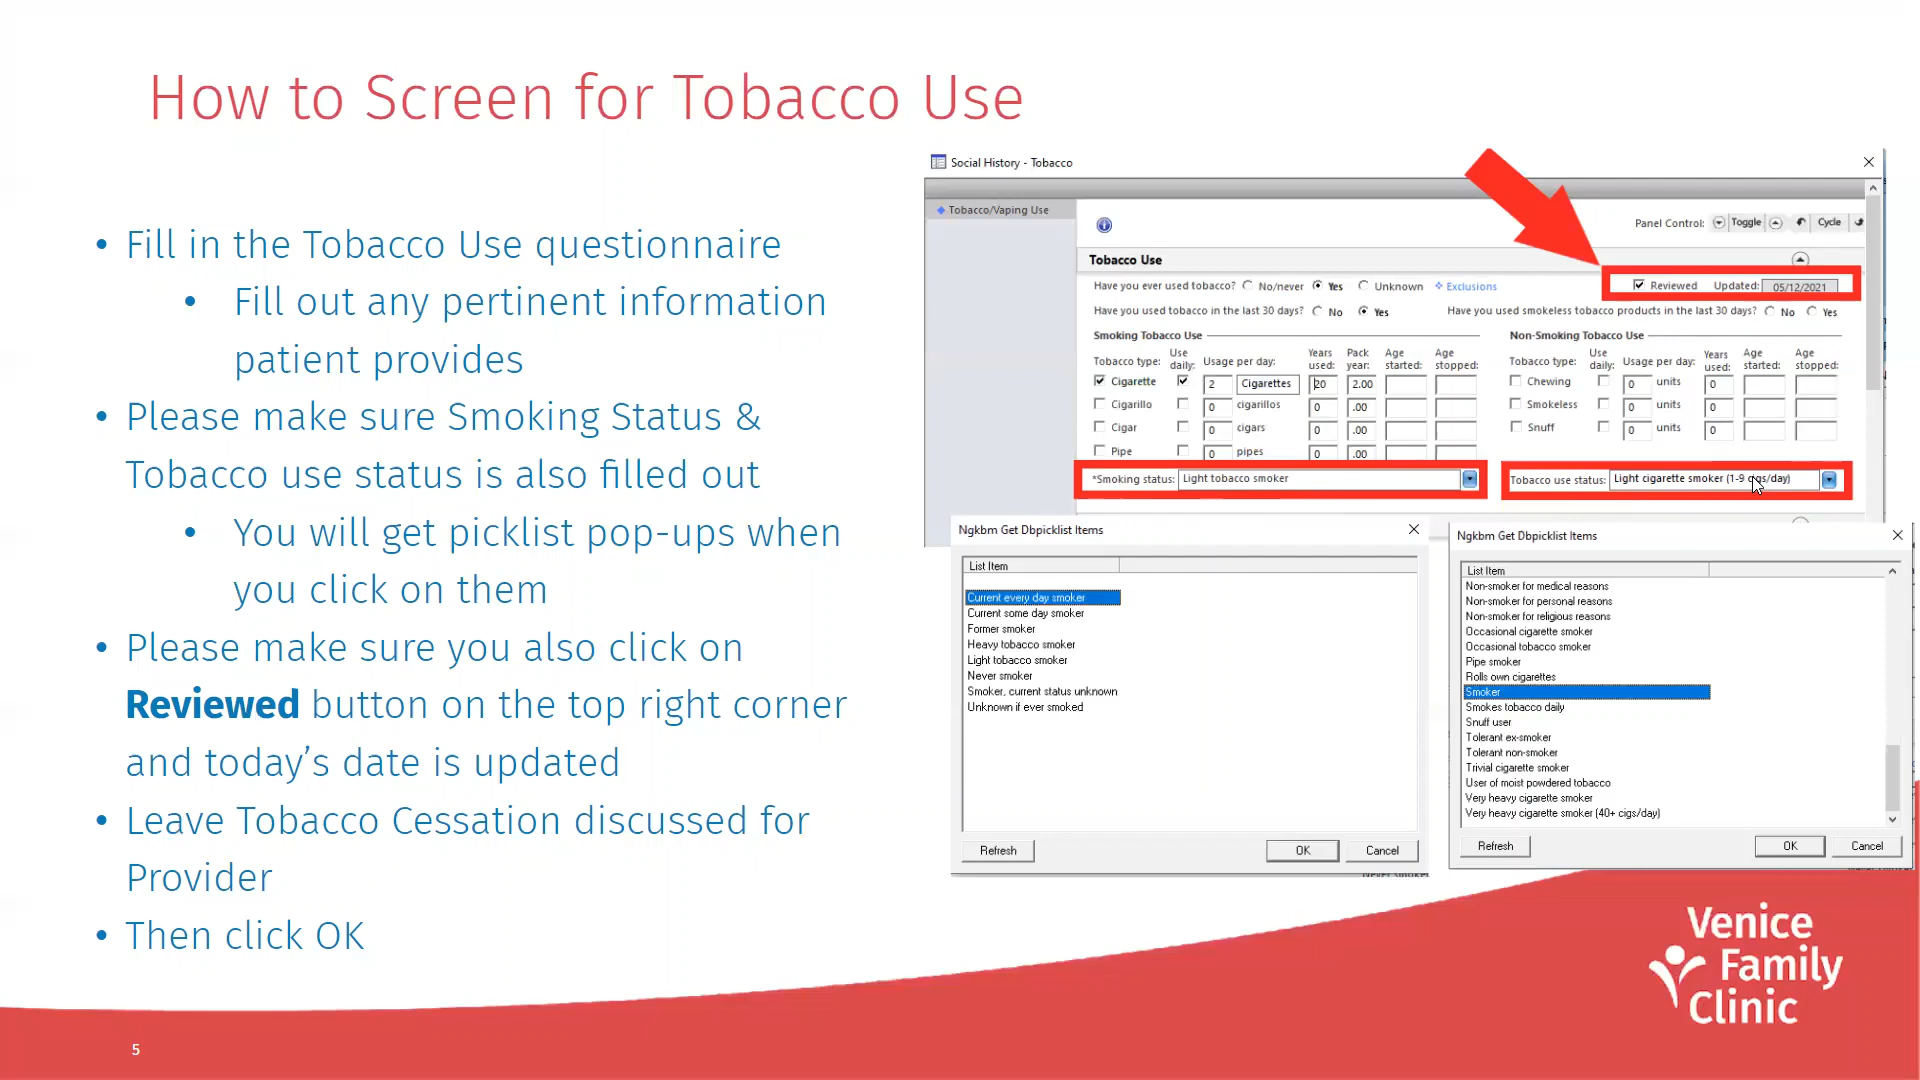 How to Screen for Tobacco Use
• Fill in the Tobacco Use questionnaire
• Fill out any pertinent information
patient provides
• Please make sure Smoking Status &
Tobacco use status is also filled out
• You will get picklist pop-ups when
you click on them
• Please make sure you also click on
Reviewed button on the top right corner
and today’s date is updated
• Leave Tobacco Cessation discussed for
Provider
• Then click OK
Social History - Tobacco
Tobacco/Vaping Use
Panel Control: Toggle Cycle
Tobacco Use
Have you ever used tobacco? No/never Yes Unknown Exclusions Reviewed Updated: 05/12/2021
Have you used tobacco in the last 30 days? No Yes Have you used smokeless tobacco products in the last 30 days? No Yes
Smoking Tobacco Use
Tobacco type: Use daily: Usage per day: Years used: Pack year: Age started: Age stopped:
Cigarette 2 Cigarettes 20 2.00
Cigarillo 0 cigarillos 0 .00
Cigar 0 cigars 0 .00
Pipe 0 pipes 0 .00
*Smoking status: Light tobacco smoker
Non-Smoking Tobacco Use
Tobacco type: Use daily: Usage per day: Years used: Age started: Age stopped:
Chewing 0 units 0
Smokeless 0 units 0
Snuff 0 units 0
Tobacco use status: Light cigarette smoker (1-9 cigs/day)
Ngkbm Get Dbpicklist Items
List Item
Current every day smoker
Current some day smoker
Former smoker
Heavy tobacco smoker
Light tobacco smoker
Never smoker
Smoker, current status unknown
Unknown if ever smoked
Refresh OK Cancel
Never smoker
Ngkbm Get Dbpicklist Items
List Item
Non-smoker for medical reasons
Non-smoker for personal reasons
Non-smoker for religious reasons
Occasional cigarette smoker
Occasional tobacco smoker
Pipe smoker
Rolls own cigarettes
Smoker
Smokes tobacco daily
Snuff user
Tolerant ex-smoker
Tolerant non-smoker
Trivial cigarette smoker
User of moist powdered tobacco
Very heavy cigarette smoker
Very heavy cigarette smoker (40+ cigs/day)
Refresh OK Cancel
Venice
Family
Clinic
5